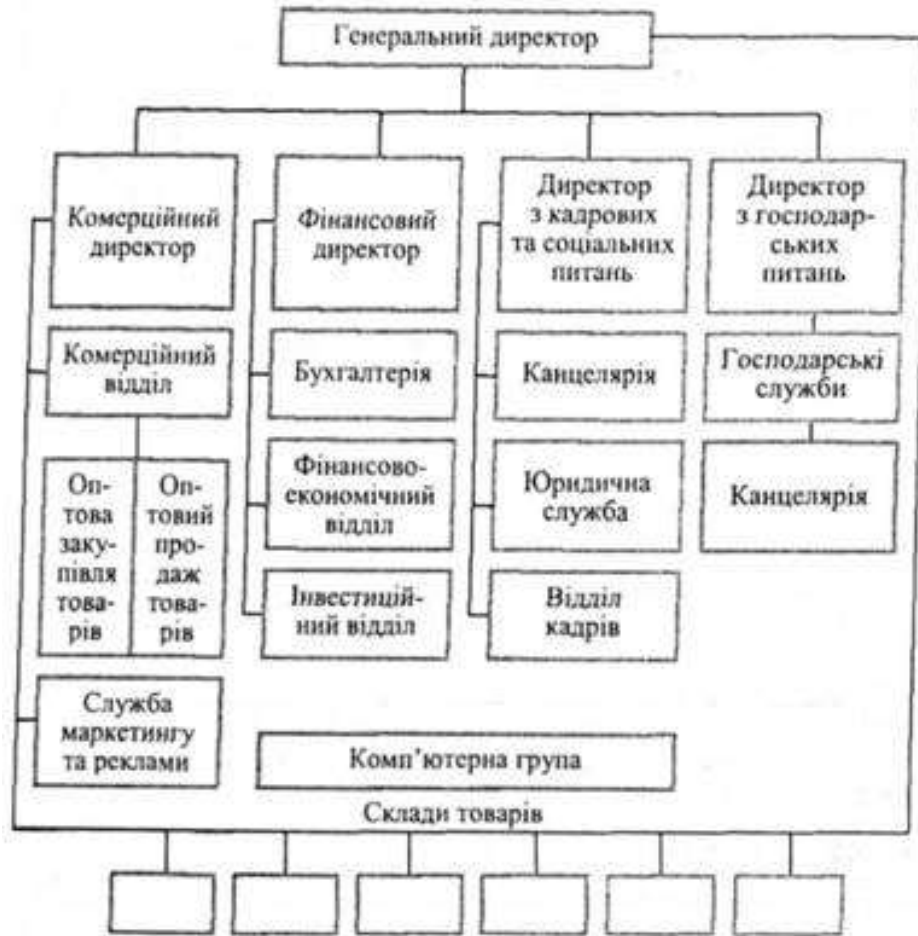 Генеральний директор
Комерційний
директор
Фінансовий
директор
Директор
з кадрових
та соціальних
питань
Директор
з господар-
ських
питань
Комерційний
відділ
Бухгалтерія
Канцелярія
Господарські
служби
Оп-
това
заку-
півля
това-
рів
Оп-
товий
про-
даж
това-
рів
Фінансово-
економічний
відділ
Юридична
служба
Канцелярія
Інвестицій-
ний відділ
Відділ
кадрів
Служба
маркетингу
та реклами
Комп’ютерна група
Склади товарів